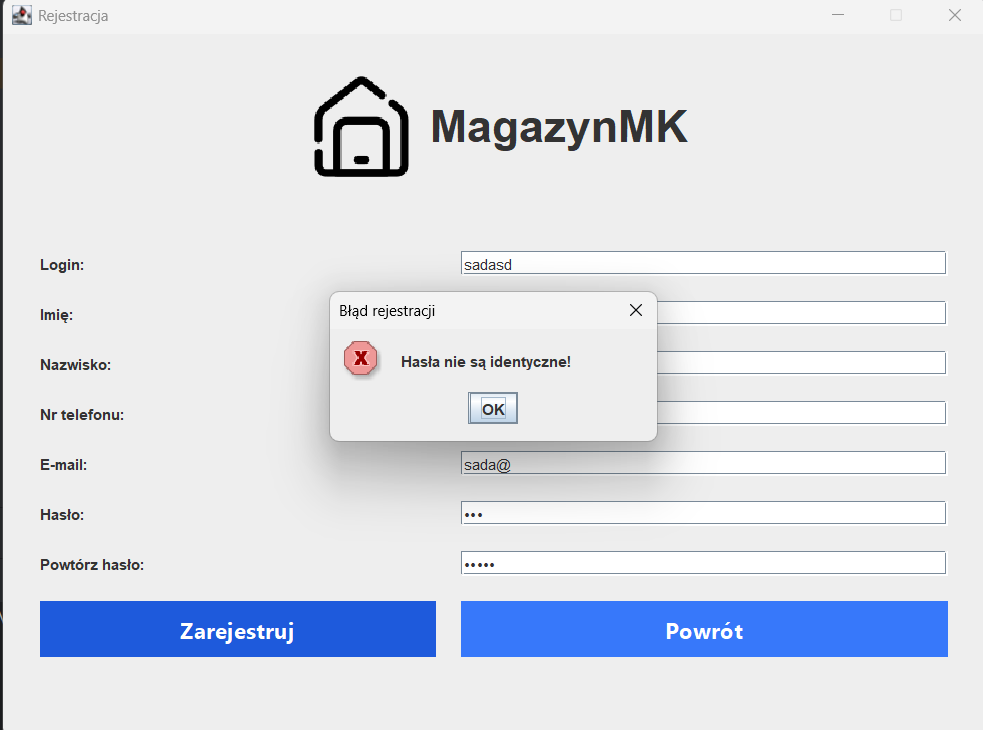 Rejestracja
MagazynMK
Login:
sadasd
Imię:
Nazwisko:
Nr telefonu:
Błąd rejestracji
Hasła nie są identyczne!
OK
E-mail:
sada@
Hasło:
•••
Powtórz hasło:
•••••
Zarejestruj
Powrót